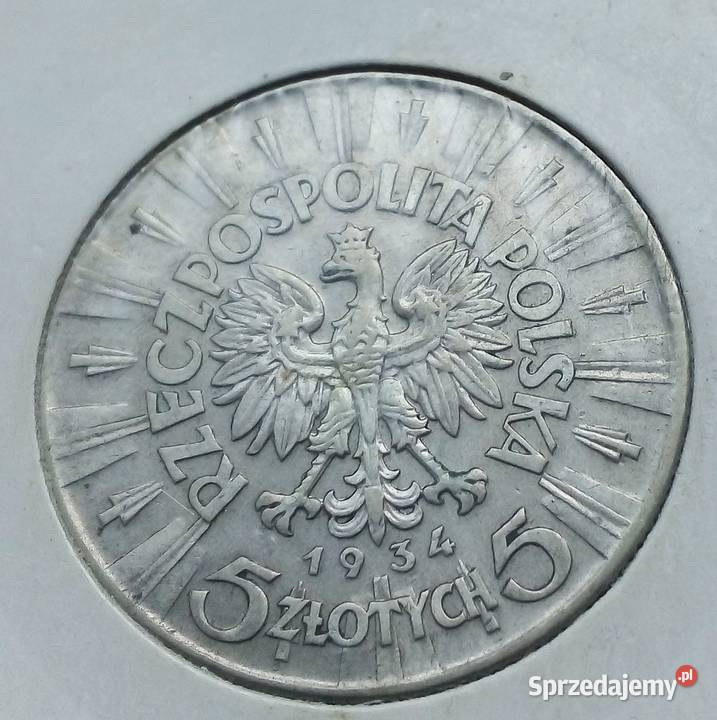 RZECZPOSPOLITA POLSKA
1934
5 ZŁOTYCH 5
Sprzedajemy.pl